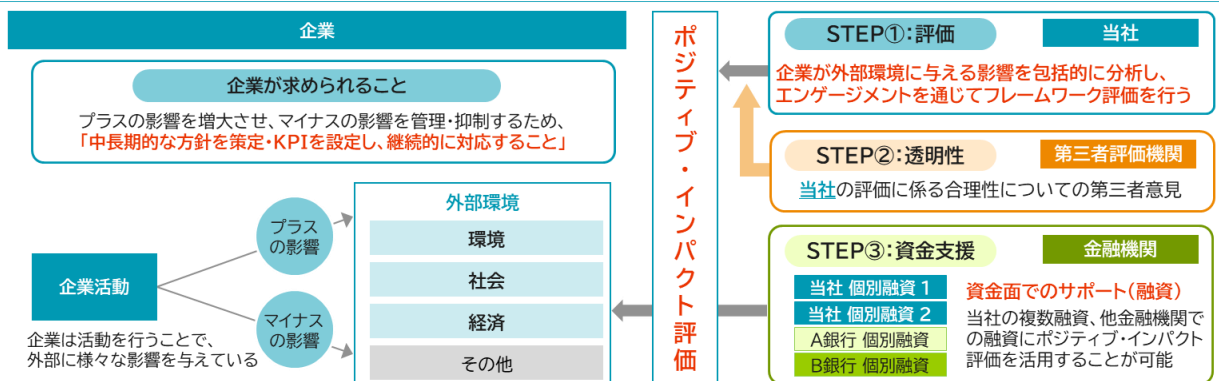 企業
企業が求められること
プラスの影響を増大させ、マイナスの影響を管理・抑制するため、
「中長期的な方針を策定・KPIを設定し、継続的に対応すること」
企業活動
企業は活動を行うことで、
外部に様々な影響を与えている
プラス
の影響
マイナス
の影響
外部環境
環境
社会
経済
その他
ポジティブ・インパクト評価
STEP①:評価
当社
企業が外部環境に与える影響を包括的に分析し、
エンゲージメントを通じてフレームワーク評価を行う
STEP②:透明性
第三者評価機関
当社の評価に係る合理性についての第三者意見
STEP③:資金支援
金融機関
当社 個別融資 1
当社 個別融資 2
A銀行 個別融資
B銀行 個別融資
資金面でのサポート(融資)
当社の複数融資、他金融機関で
の融資にポジティブ・インパクト
評価を活用することが可能